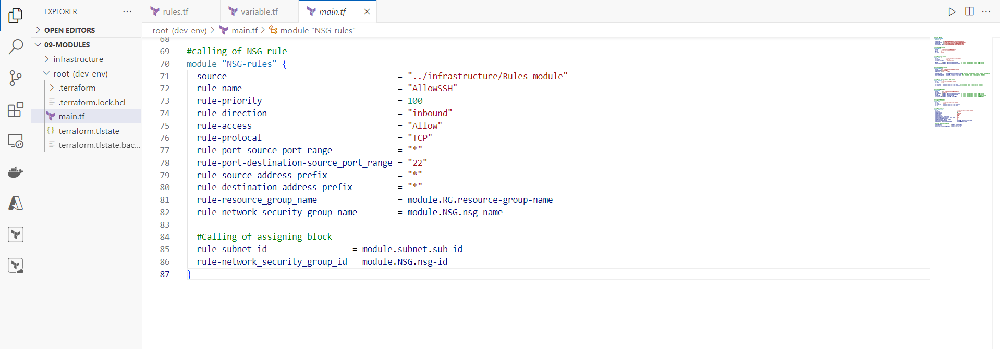 EXPLORER ···
rules.tf
variable.tf
main.tf
OPEN EDITORS
09-MODULES
infrastructure
root-(dev-env)
.terraform
.terraform.lock.hcl
main.tf
terraform.tfstate
terraform.tfstate.bac...
root-(dev-env) > main.tf > module "NSG-rules"
68
69 #calling of NSG rule
70 module "NSG-rules" {
71 source = "../infrastructure/Rules-module"
72 rule-name = "AllowSSH"
73 rule-priority = 100
74 rule-direction = "inbound"
75 rule-access = "Allow"
76 rule-protocal = "TCP"
77 rule-port-source_port_range = "*"
78 rule-port-destination-source_port_range = "22"
79 rule-source_address_prefix = "*"
80 rule-destination_address_prefix = "*"
81 rule-resource_group_name = module.RG.resource-group-name
82 rule-network_security_group_name = module.NSG.nsg-name
83
84 #Calling of assigning block
85 rule-subnet_id = module.subnet.sub-id
86 rule-network_security_group_id = module.NSG.nsg-id
87 }